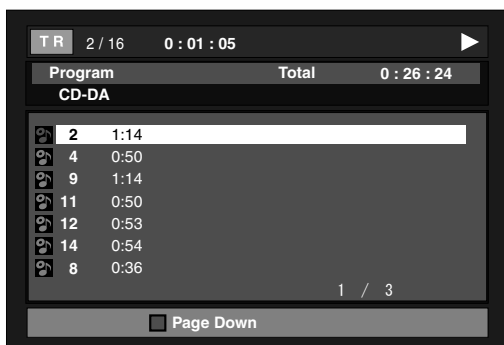 TR 2 / 16 0 : 01 : 05
Program Total 0 : 26 : 24
CD-DA
2 1:14
4 0:50
9 1:14
11 0:50
12 0:53
14 0:54
8 0:36
1 / 3
Page Down